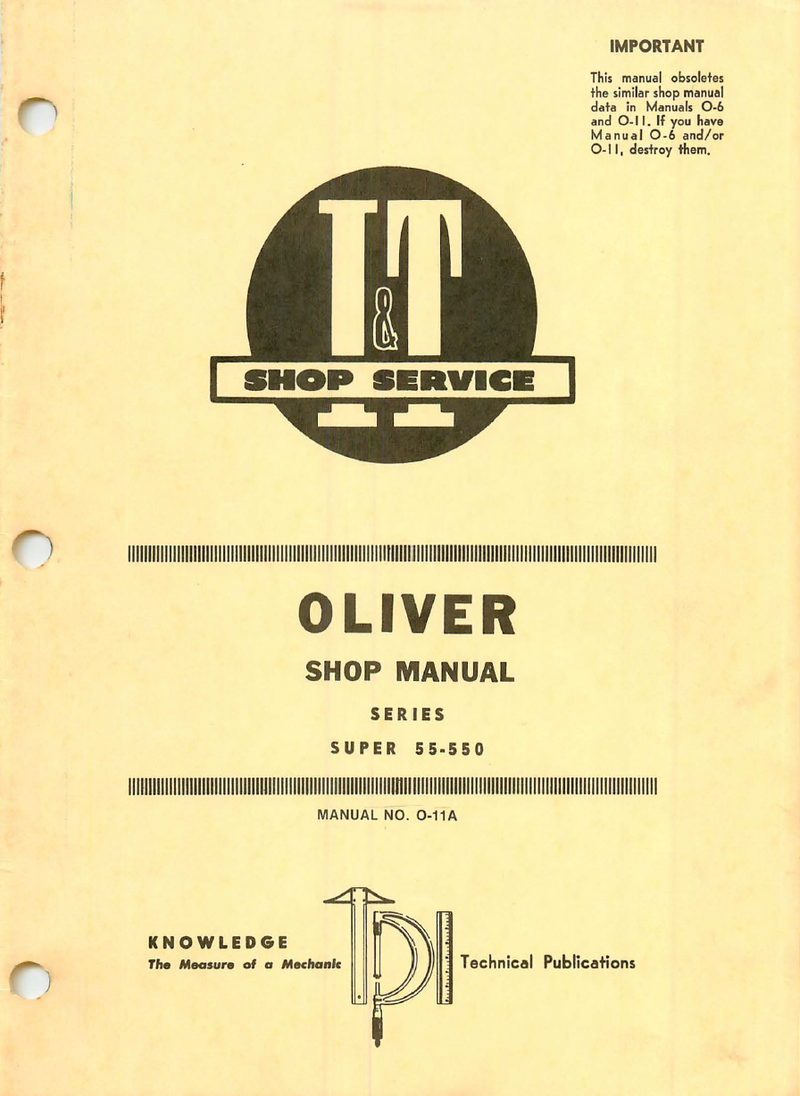 IMPORTANT
This manual obsoletes
the similar shop manual
data in Manuals O-6
and O-11. If you have
Manual O-6 and/or
O-11, destroy them.
I&T
SHOP SERVICE
OLIVER
SHOP MANUAL
SERIES
SUPER 55-550
MANUAL NO. O-11A
KNOWLEDGE
The Measure of a Mechanic
TPI
Technical Publications